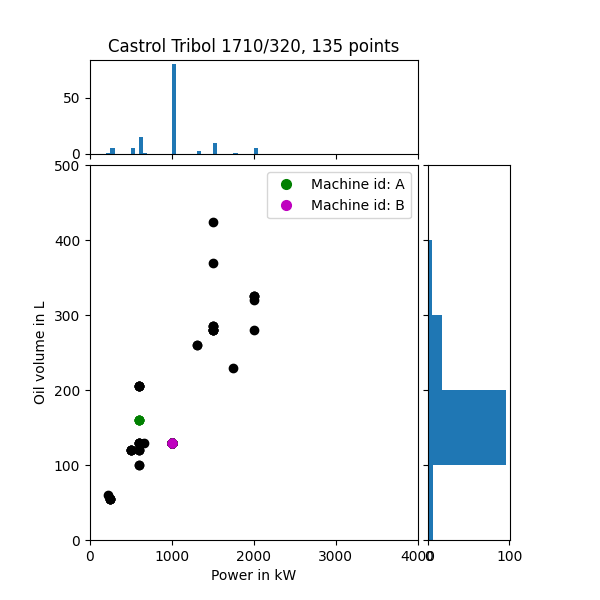 Castrol Tribol 1710/320, 135 points
50
0
500
400
300
200
100
0
Oil volume in L
Machine id: A
Machine id: B
0 1000 2000 3000 4000
0 100
Power in kW